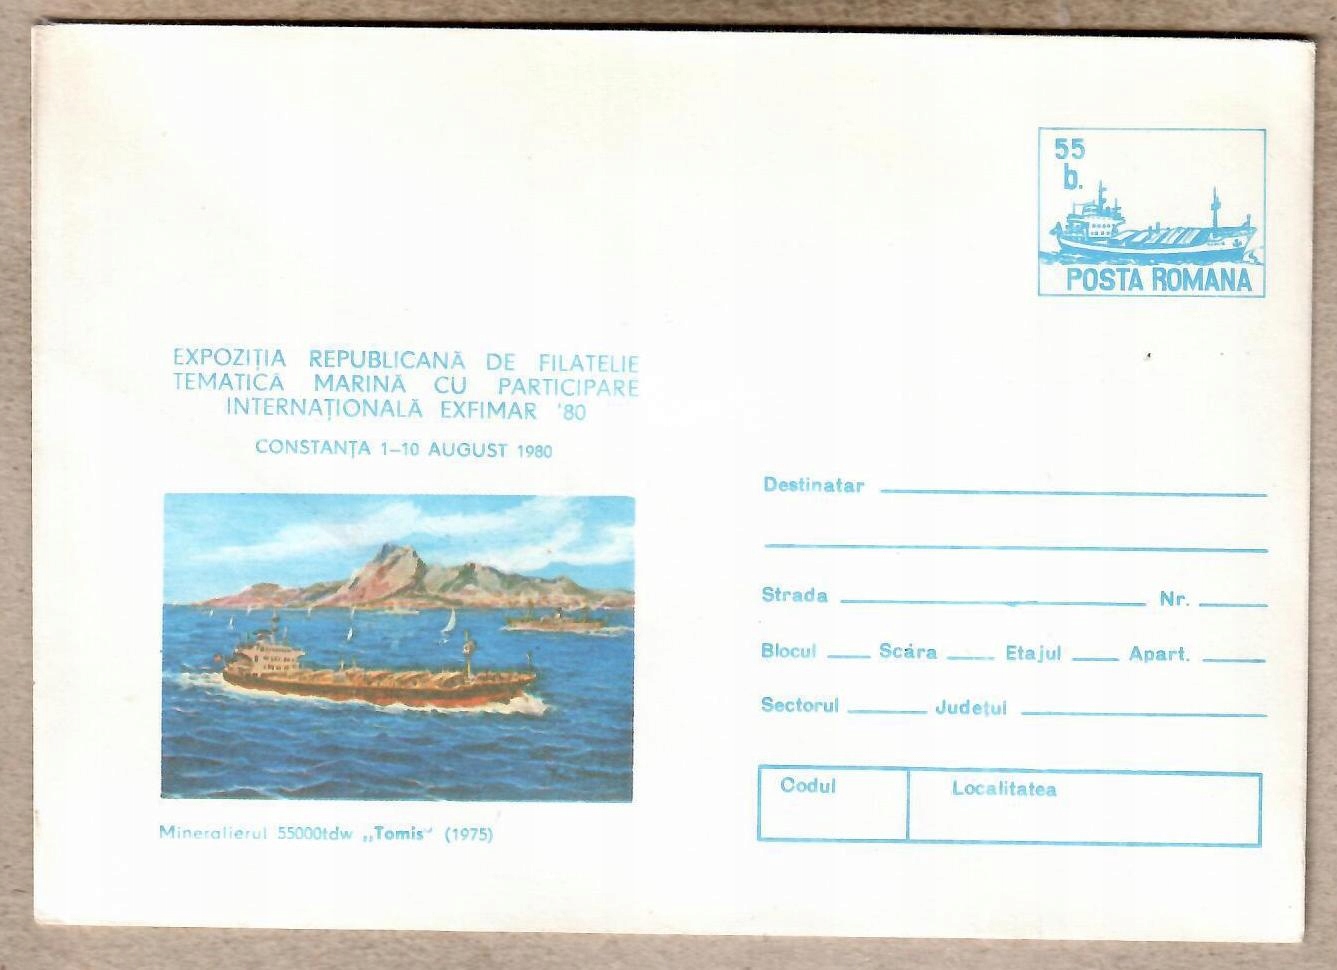 55
b.
POSTA ROMANA
EXPOZIȚIA REPUBLICANĂ DE FILATELIE
TEMATICĂ MARINĂ CU PARTICIPARE
INTERNAȚIONALĂ EXFIMAR '80
CONSTANȚA 1–10 AUGUST 1980
Destinatar
Strada Nr.
Blocul Scára Etajul Apart.
Sectorul Județul
Codul Localitatea
Mineralierul 55000tdw „Tomis” (1975)